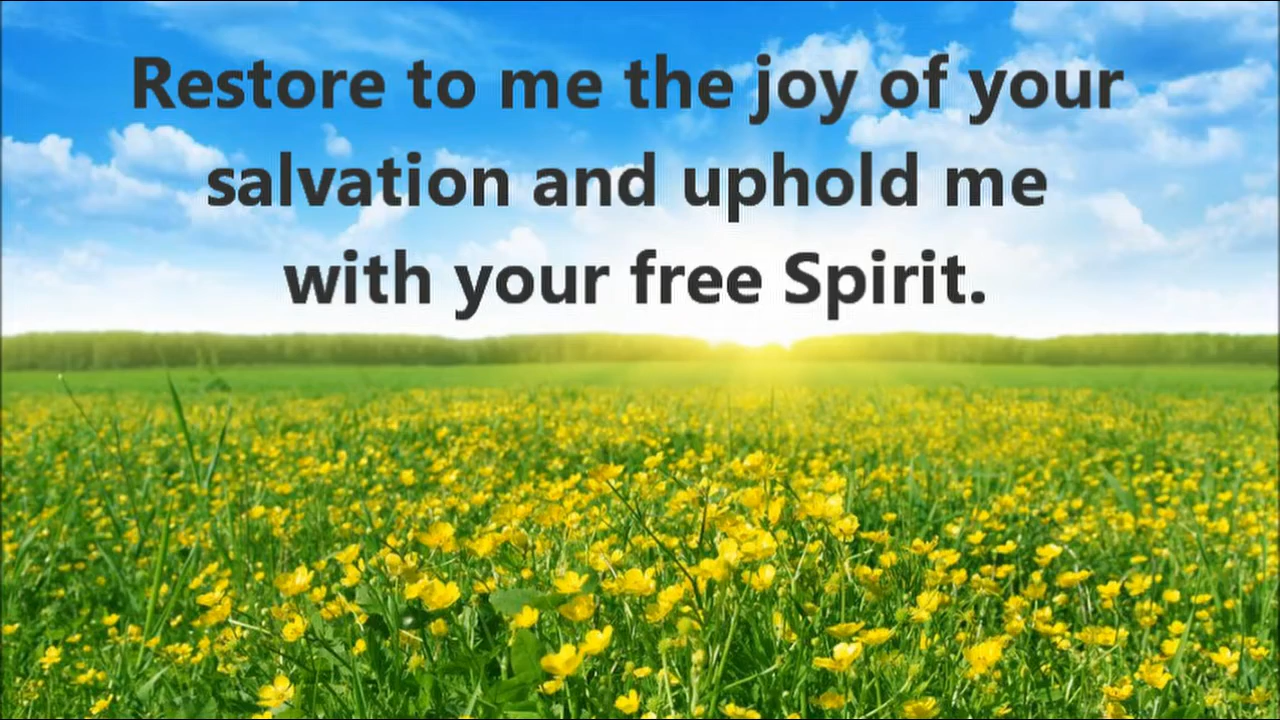 Restore to me the joy of your
salvation and uphold me
with your free Spirit.